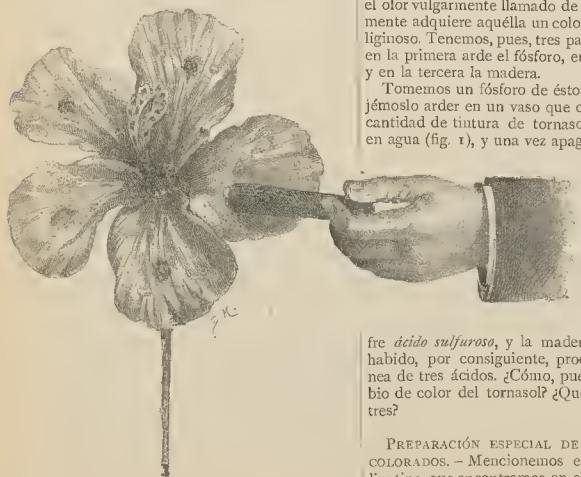 el olor vulgarmente llamado de
mente adquiere aquélla un colo
liginoso. Tenemos, pues, tres pa
en la primera arde el fósforo, en
y en la tercera la madera.
Tomemos un fósforo de ésto
jémoslo arder en un vaso que c
cantidad de tintura de tornaso
en agua (fig. 1), y una vez apag
fre ácido sulfuroso, y la mader
habido, por consiguiente, prod
nea de tres ácidos. ¿Cómo, pue
bio de color del tornasol? ¿Qu
tres?
PREPARACIÓN ESPECIAL DE
COLORADOS. – Mencionemos e